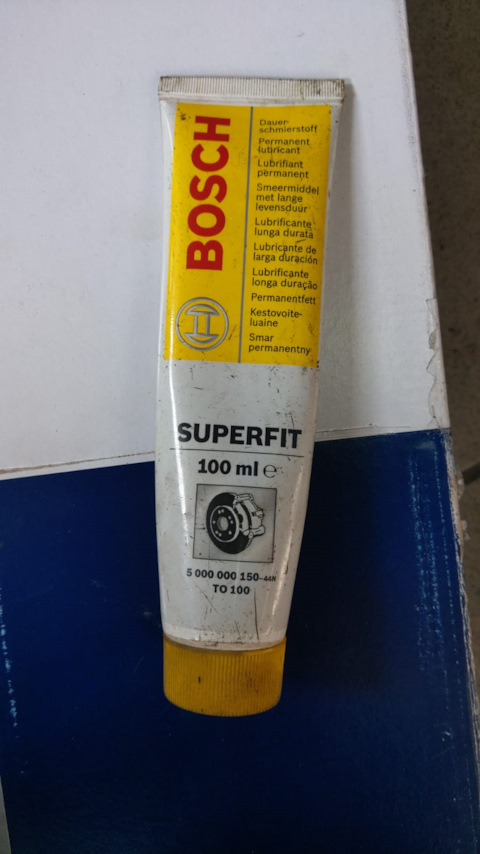 BOSCH
Dauer-
schmierstoff
Permanent
lubricant
Lubrifiant
permanent
Smeermiddel
met lange
levensduur
Lubrificante
lunga durata
Lubricante de
larga duración
Lubrificante
longa duração
Permanentfett
Kestovoite-
luaine
Smar
permanentny
SUPERFIT
100 ml ℮
5 000 000 150-44N
TO 100